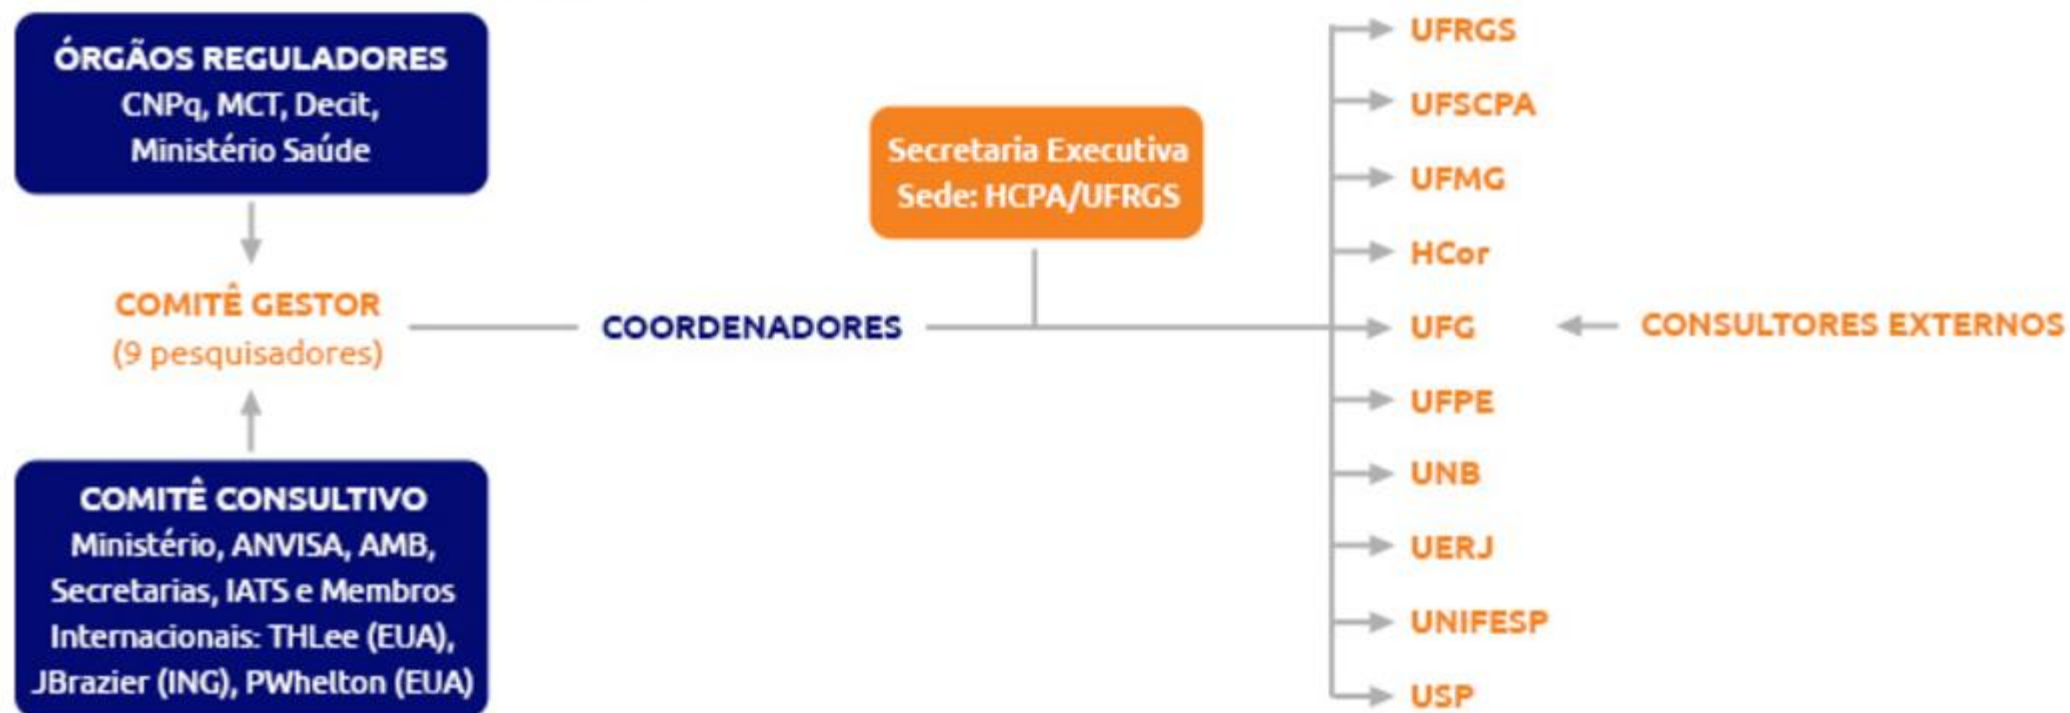 ÓRGÃOS REGULADORES
CNPq, MCT, Decit,
Ministério Saúde
COMITÊ GESTOR
(9 pesquisadores)
COMITÊ CONSULTIVO
Ministério, ANVISA, AMB,
Secretarias, IATS e Membros
Internacionais: THLee (EUA),
JBrazier (ING), PWhelton (EUA)
COORDENADORES
Secretaria Executiva
Sede: HCPA/UFRGS
UFRGS
UFSCPA
UFMG
HCor
UFG
UFPE
UNB
UERJ
UNIFESP
USP
CONSULTORES EXTERNOS